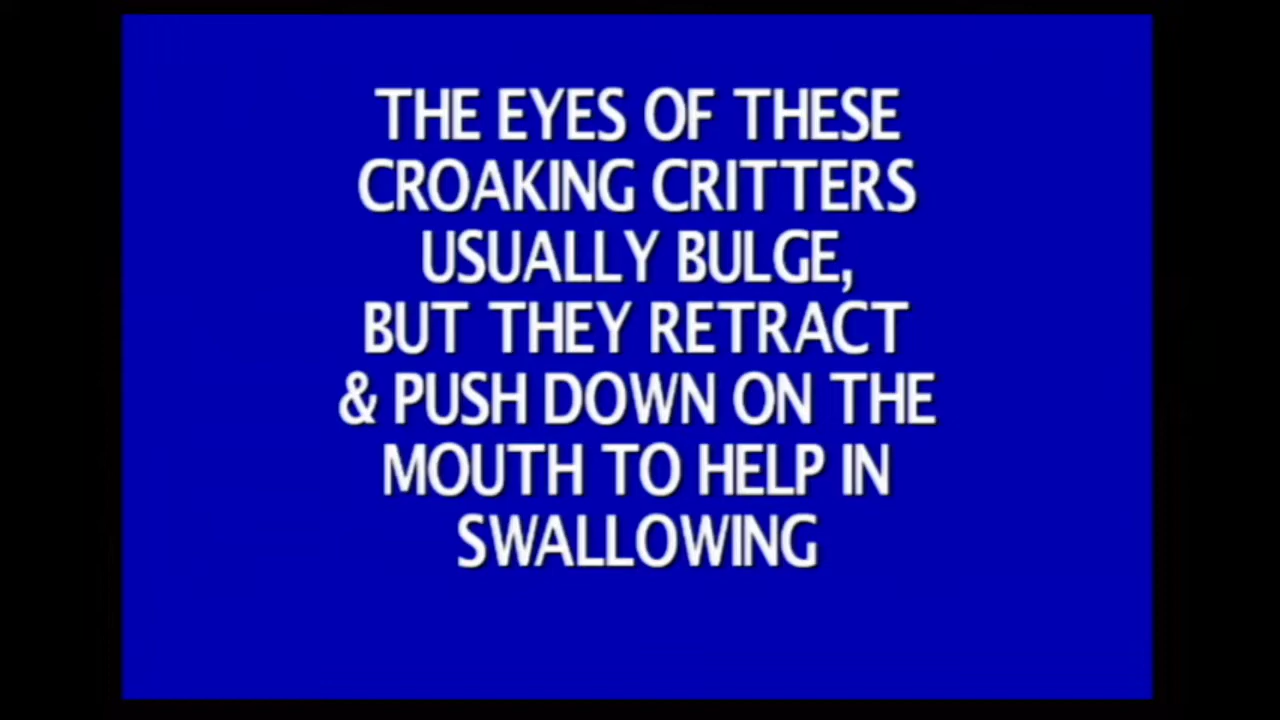 THE EYES OF THESE
CROAKING CRITTERS
USUALLY BULGE,
BUT THEY RETRACT
& PUSH DOWN ON THE
MOUTH TO HELP IN
SWALLOWING